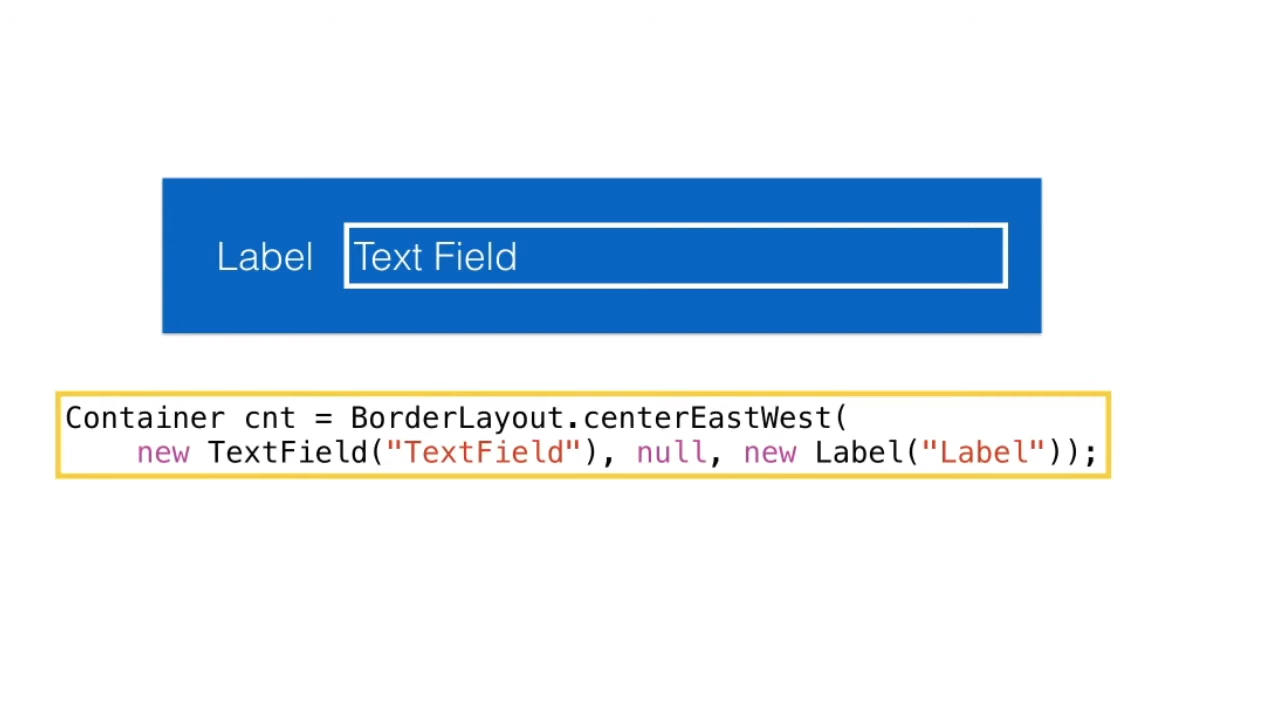 Label Text Field
Container cnt = BorderLayout.centerEastWest(
    new TextField("TextField"), null, new Label("Label"));